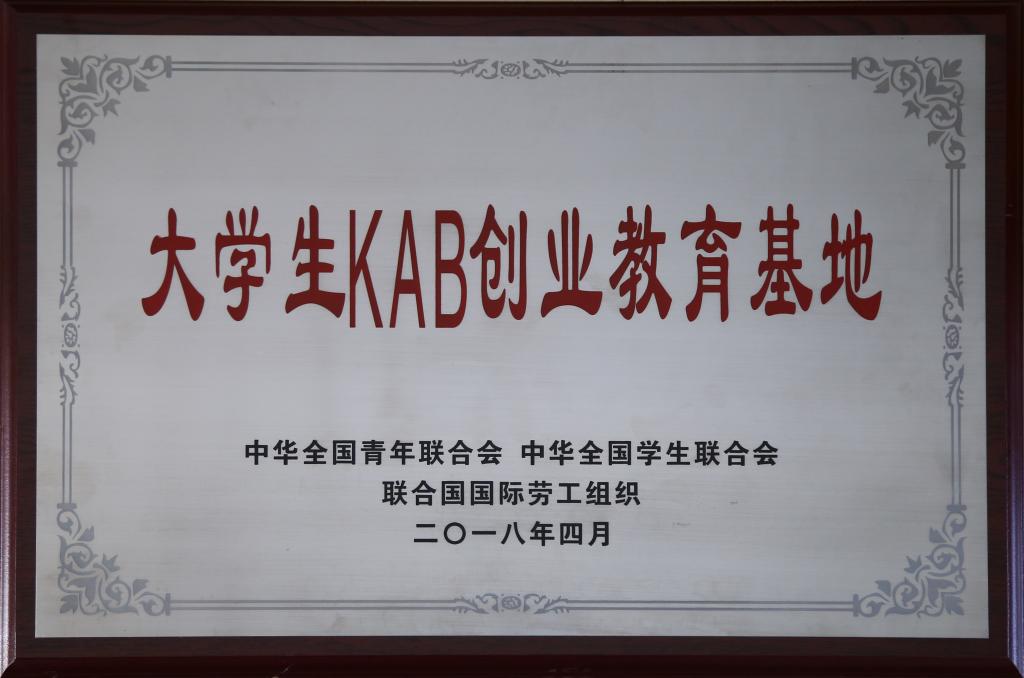 大学生KAB创业教育基地
中华全国青年联合会 中华全国学生联合会
联合国国际劳工组织
二〇一八年四月